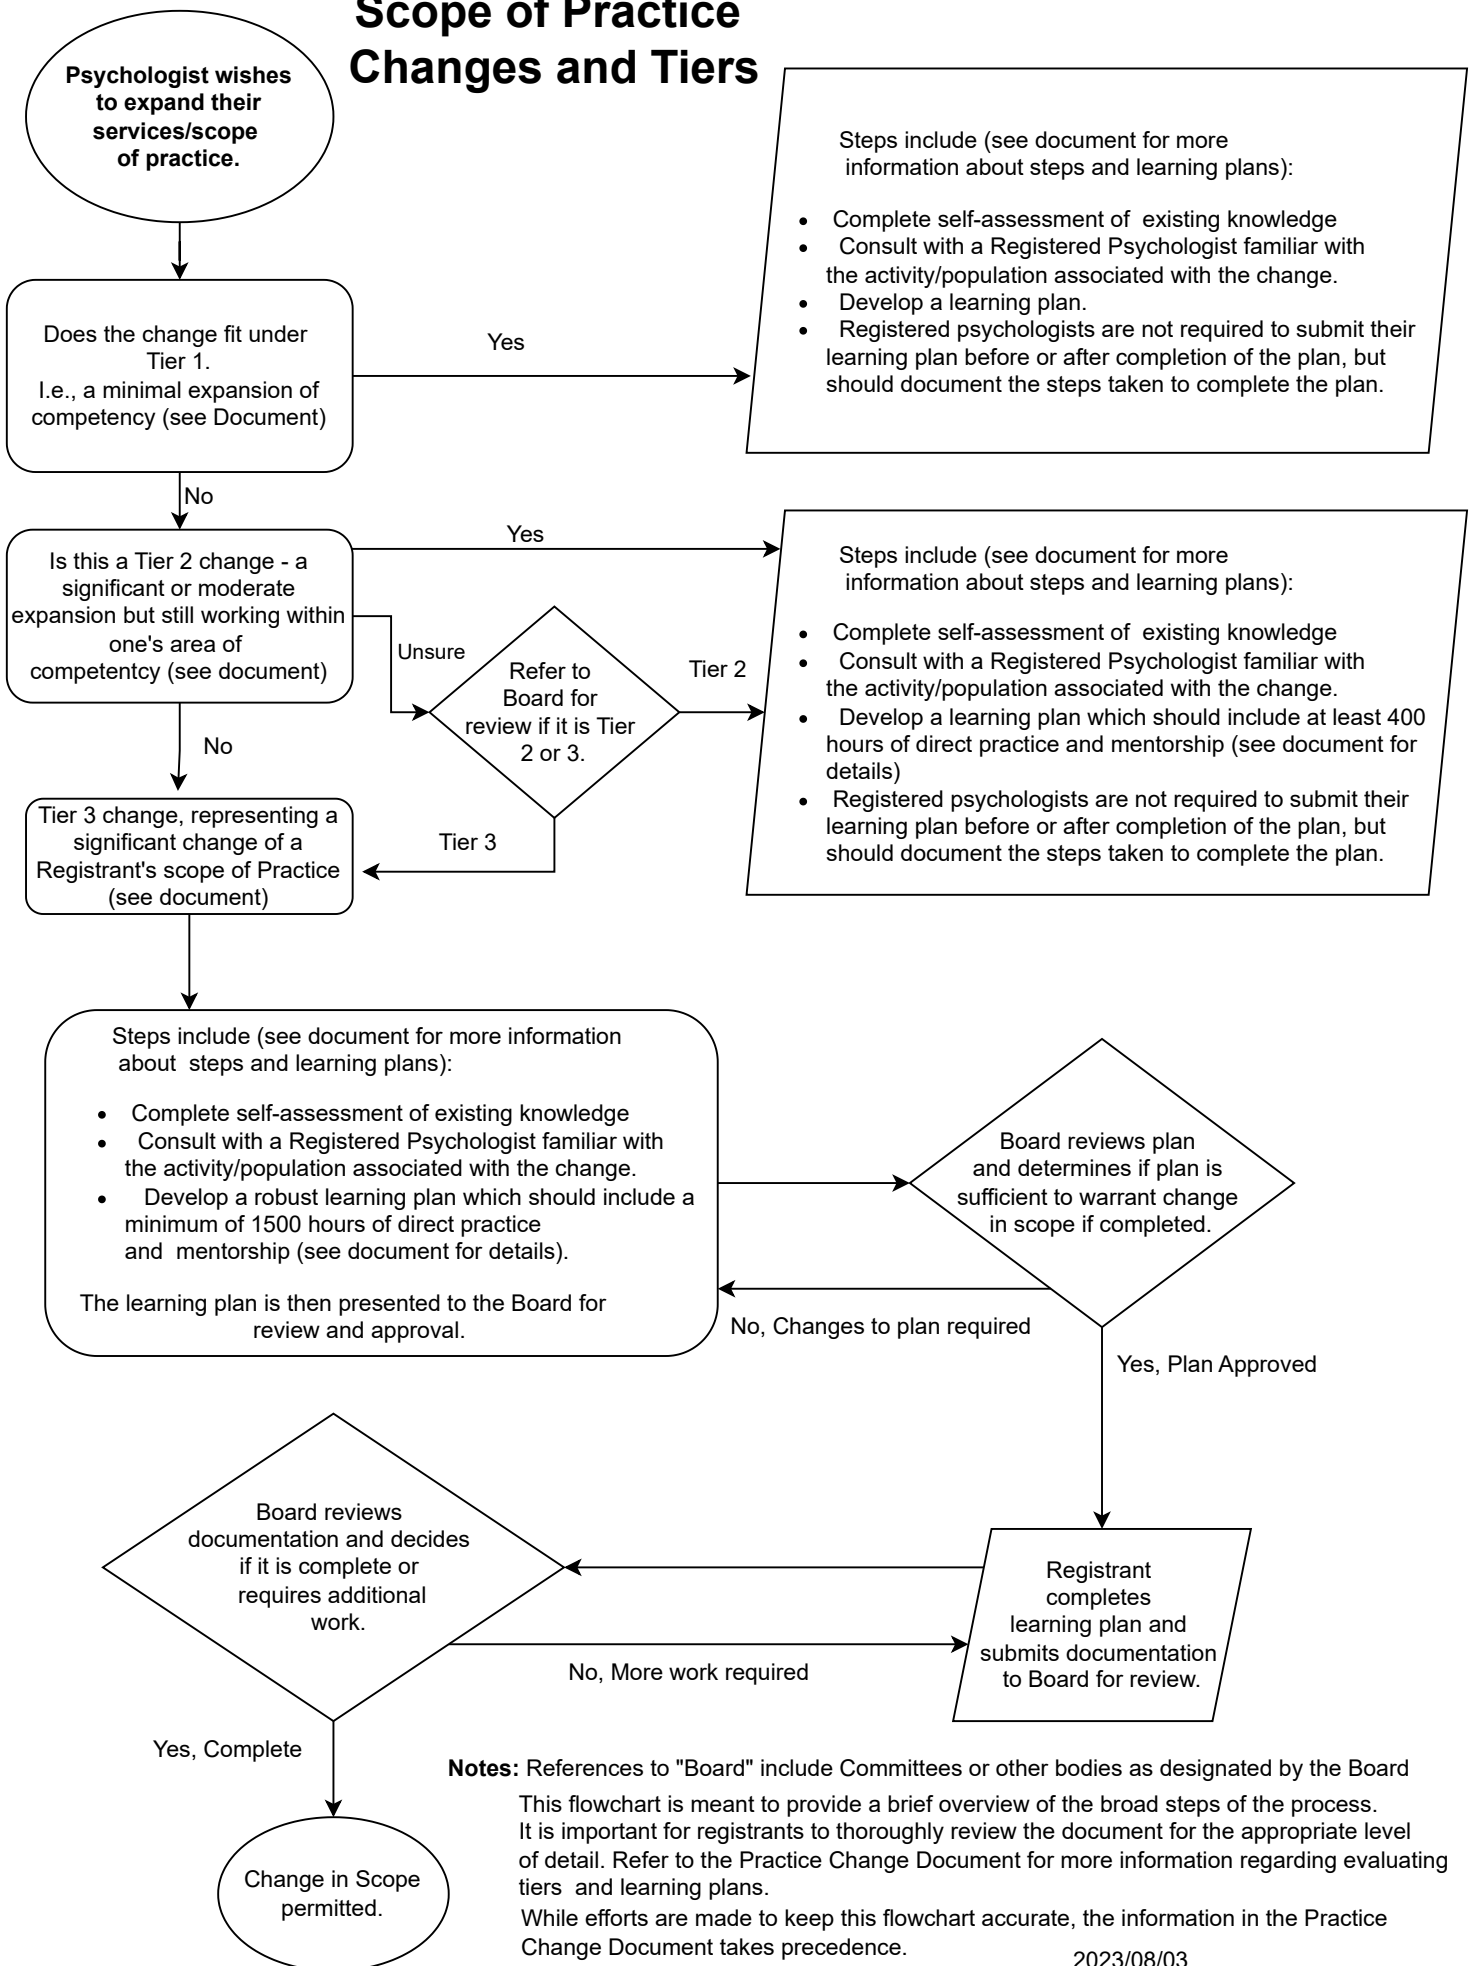 Scope of Practice
Changes and Tiers
Psychologist wishes
to expand their
services/scope
of practice.
Steps include (see document for more
information about steps and learning plans):
• Complete self-assessment of existing knowledge
• Consult with a Registered Psychologist familiar with
the activity/population associated with the change.
• Develop a learning plan.
• Registered psychologists are not required to submit their
learning plan before or after completion of the plan, but
should document the steps taken to complete the plan.
Does the change fit under
Tier 1.
I.e., a minimal expansion of
competency (see Document)
Yes
No
Is this a Tier 2 change - a
significant or moderate
expansion but still working within
one's area of
competentcy (see document)
Yes
Unsure
Refer to
Board for
review if it is Tier
2 or 3.
Tier 2
Steps include (see document for more
information about steps and learning plans):
• Complete self-assessment of existing knowledge
• Consult with a Registered Psychologist familiar with
the activity/population associated with the change.
• Develop a learning plan which should include at least 400
hours of direct practice and mentorship (see document for
details)
• Registered psychologists are not required to submit their
learning plan before or after completion of the plan, but
should document the steps taken to complete the plan.
No
Tier 3
Tier 3 change, representing a
significant change of a
Registrant's scope of Practice
(see document)
Steps include (see document for more information
about steps and learning plans):
• Complete self-assessment of existing knowledge
• Consult with a Registered Psychologist familiar with
the activity/population associated with the change.
• Develop a robust learning plan which should include a
minimum of 1500 hours of direct practice
and mentorship (see document for details).
The learning plan is then presented to the Board for
review and approval.
Board reviews plan
and determines if plan is
sufficient to warrant change
in scope if completed.
No, Changes to plan required
Yes, Plan Approved
Board reviews
documentation and decides
if it is complete or
requires additional
work.
Registrant
completes
learning plan and
submits documentation
to Board for review.
No, More work required
Yes, Complete
Change in Scope
permitted.
Notes: References to "Board" include Committees or other bodies as designated by the Board
This flowchart is meant to provide a brief overview of the broad steps of the process.
It is important for registrants to thoroughly review the document for the appropriate level
of detail. Refer to the Practice Change Document for more information regarding evaluating
tiers and learning plans.
While efforts are made to keep this flowchart accurate, the information in the Practice
Change Document takes precedence.
2023/08/03